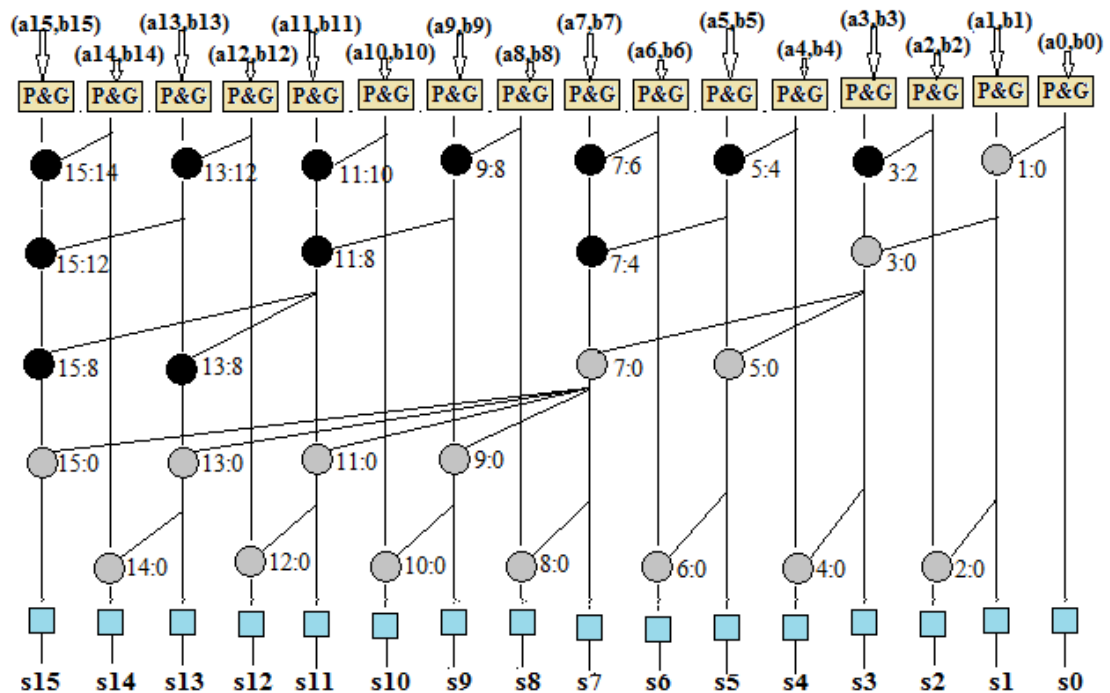 (a15,b15) (a13,b13) (a11,b11) (a9,b9) (a7,b7) (a5,b5) (a3,b3) (a1,b1)
(a14,b14) (a12,b12) (a10,b10) (a8,b8) (a6,b6) (a4,b4) (a2,b2) (a0,b0)
P&G P&G P&G P&G P&G P&G P&G P&G P&G P&G P&G P&G P&G P&G P&G P&G
15:14 13:12 11:10 9:8 7:6 5:4 3:2 1:0
15:12 11:8 7:4 3:0
15:8 13:8 7:0 5:0
15:0 13:0 11:0 9:0
14:0 12:0 10:0 8:0 6:0 4:0 2:0
s15 s14 s13 s12 s11 s10 s9 s8 s7 s6 s5 s4 s3 s2 s1 s0